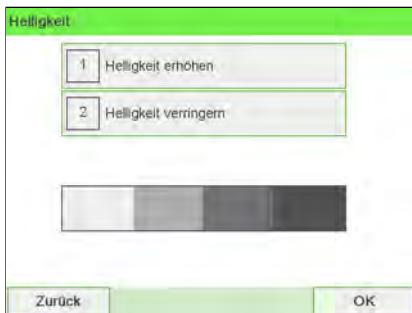 Helligkeit
1 Helligkeit erhöhen
2 Helligkeit verringern
Zurück OK